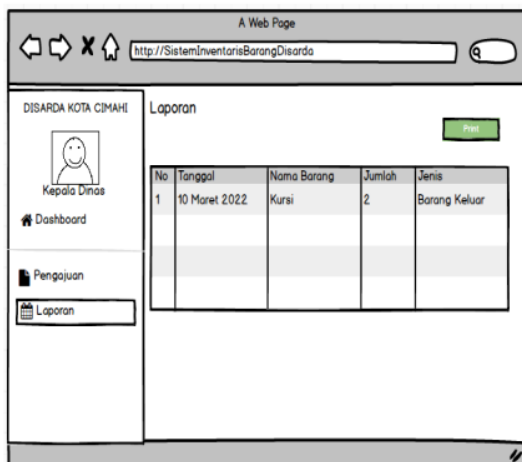 A Web Page
http://SistemInventarisBarangDisarda
DISARDA KOTA CIMAHI
Kepala Dinas
Dashboard
Pengajuan
Laporan
Laporan
Print
No Tanggal Nama Barang Jumlah Jenis
1 10 Maret 2022 Kursi 2 Barang Keluar